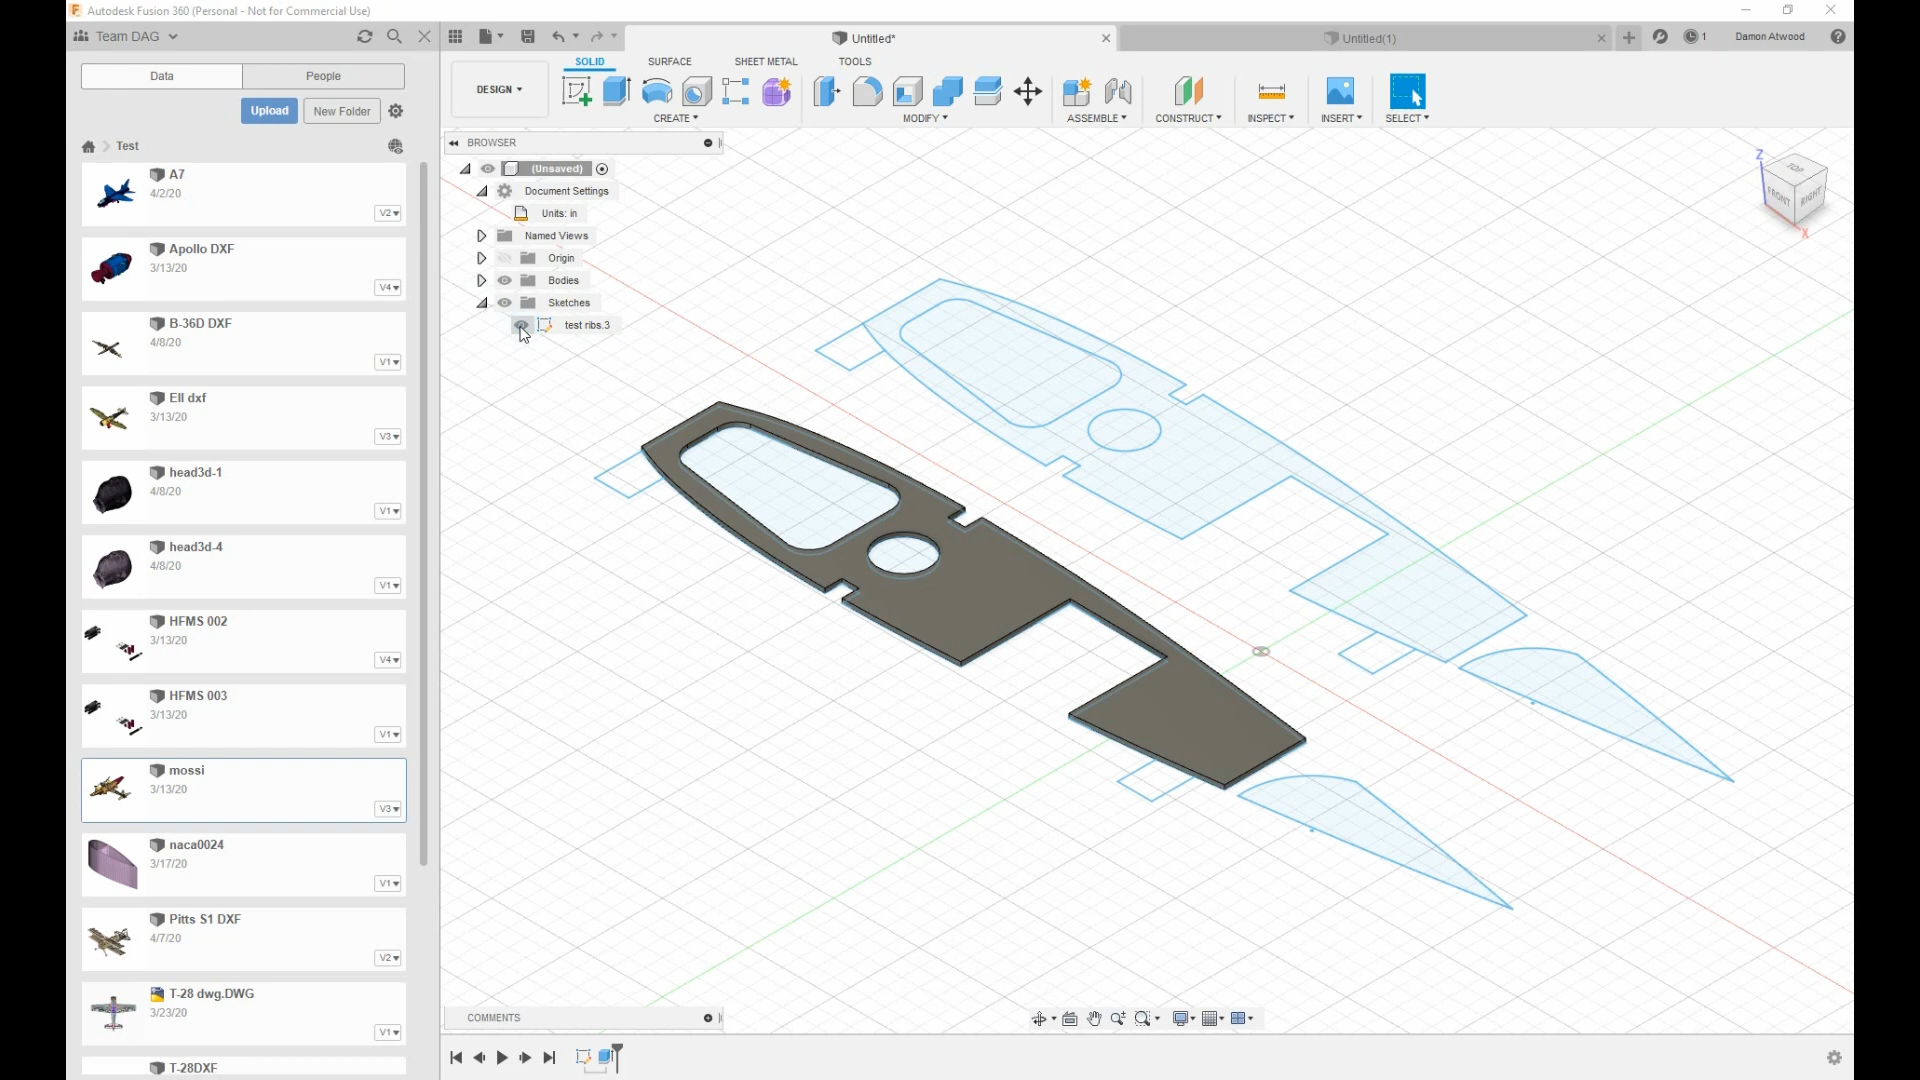 Autodesk Fusion 360 (Personal - Not for Commercial Use)
Team DAG
Untitled*
Untitled(1)
1
Damon Atwood
Data
People
Upload
New Folder
Test
A7
4/2/20
V2
Apollo DXF
3/13/20
V4
B-36D DXF
4/8/20
V1
Ell dxf
3/13/20
V3
head3d-1
4/8/20
V1
head3d-4
4/8/20
V1
HFMS 002
3/13/20
V4
HFMS 003
3/13/20
V1
mossi
3/13/20
V3
naca0024
3/17/20
V1
Pitts S1 DXF
4/7/20
V2
T-28 dwg.DWG
3/23/20
V1
T-28DXF
DESIGN
SOLID
SURFACE
SHEET METAL
TOOLS
CREATE
MODIFY
ASSEMBLE
CONSTRUCT
INSPECT
INSERT
SELECT
BROWSER
(Unsaved)
Document Settings
Units: in
Named Views
Origin
Bodies
Sketches
test ribs.3
Z
TOP
FRONT
RIGHT
X
COMMENTS